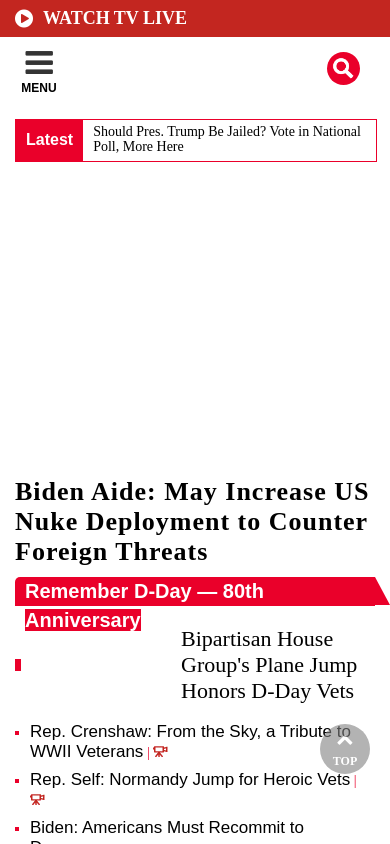 WATCH TV LIVE
MENU
Latest
Should Pres. Trump Be Jailed? Vote in National
Poll, More Here
Biden Aide: May Increase US
Nuke Deployment to Counter
Foreign Threats
Remember D-Day — 80th
Anniversary
Bipartisan House
Group's Plane Jump
Honors D-Day Vets
Rep. Crenshaw: From the Sky, a Tribute to
WWII Veterans |
TOP
Rep. Self: Normandy Jump for Heroic Vets |
Biden: Americans Must Recommit to